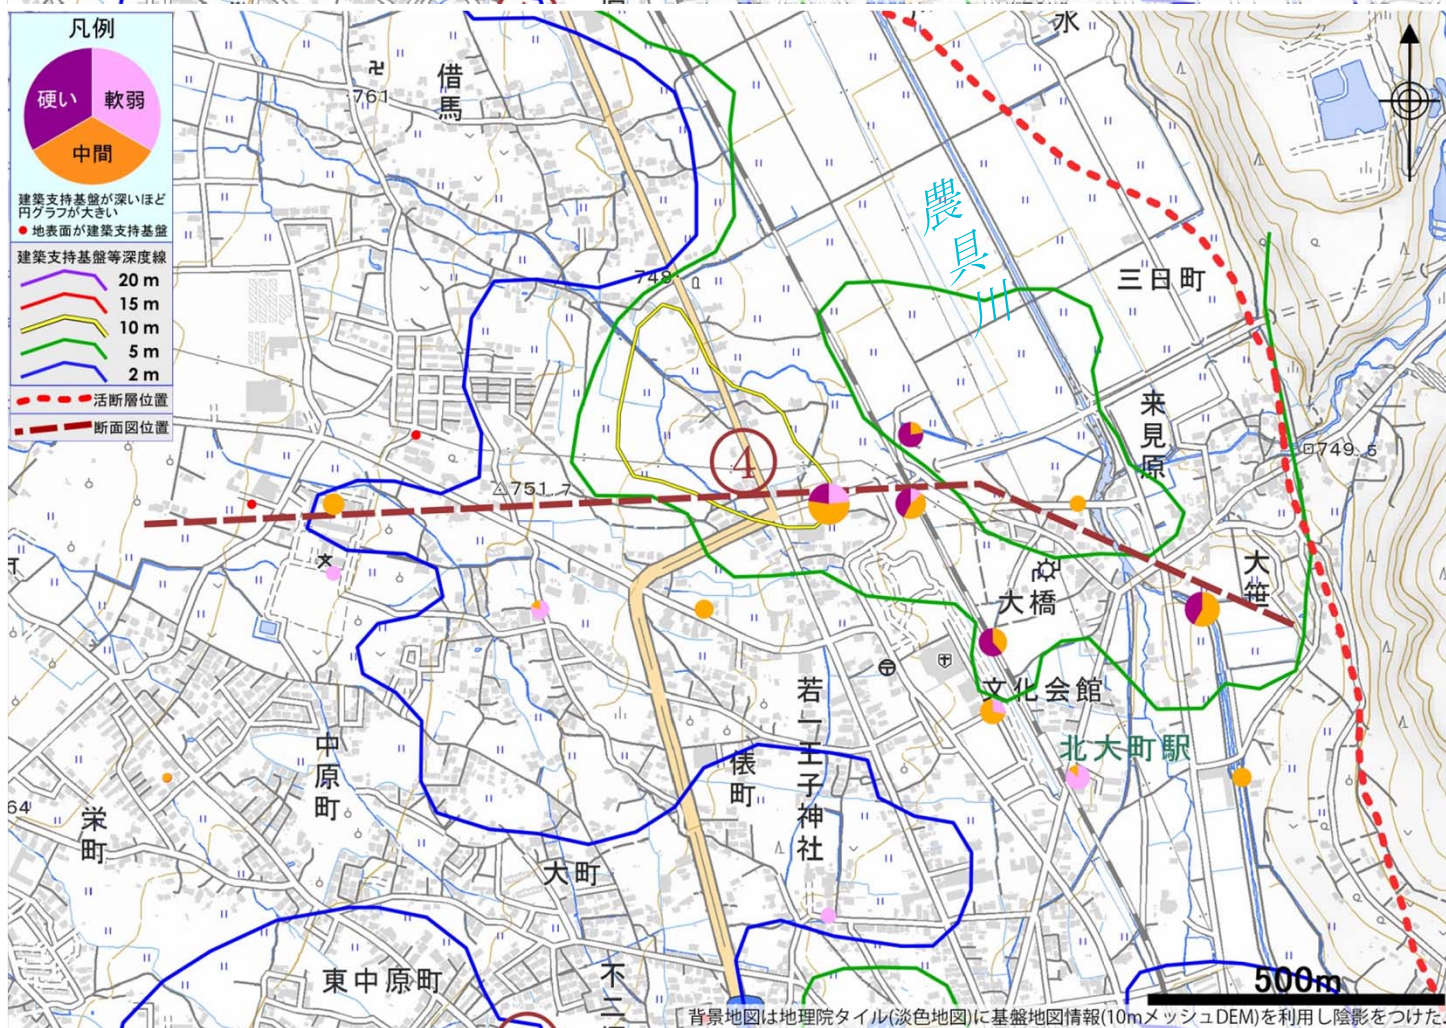 凡例
硬い
軟弱
中間
建築支持基盤が深いほど
円グラフが大きい
地表面が建築支持基盤
建築支持基盤等深度線
20 m
15 m
10 m
5 m
2 m
活断層位置
断面図位置
761
借馬
水
農具川
三日町
748
来見原
749.5
4
751.7
大笹
大橋
文化会館
若一王子神社
俵町
北大町駅
中原町
64
栄町
大町
東中原町
不二
500m
背景地図は地理院タイル(淡色地図)に基盤地図情報(10mメッシュDEM)を利用し陰影をつけた